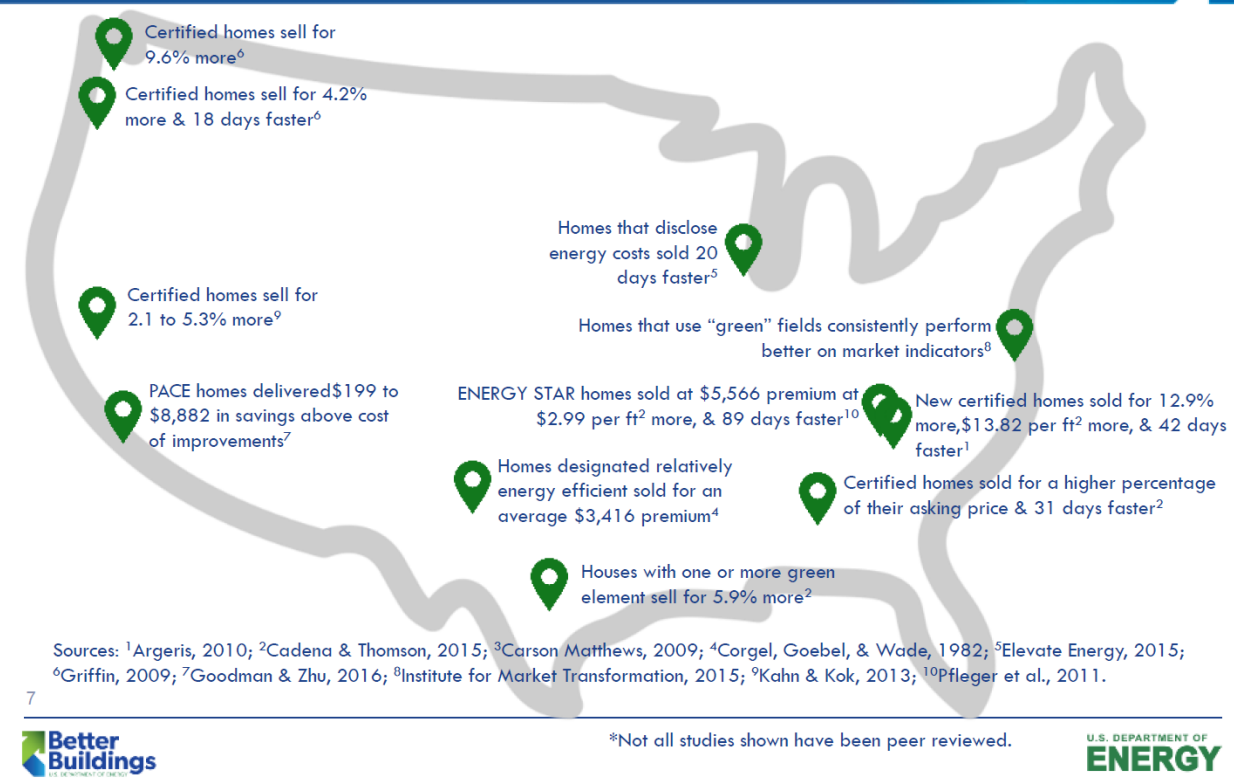 Certified homes sell for
9.6% more⁶
Certified homes sell for 4.2%
more & 18 days faster⁶
Homes that disclose
energy costs sold 20
days faster⁵
Certified homes sell for
2.1 to 5.3% more⁹
Homes that use “green” fields consistently perform
better on market indicators⁸
PACE homes delivered$199 to
$8,882 in savings above cost
of improvements⁷
ENERGY STAR homes sold at $5,566 premium at
$2.99 per ft² more, & 89 days faster¹⁰
New certified homes sold for 12.9%
more,$13.82 per ft² more, & 42 days
faster¹
Homes designated relatively
energy efficient sold for an
average $3,416 premium⁴
Certified homes sold for a higher percentage
of their asking price & 31 days faster²
Houses with one or more green
element sell for 5.9% more²
Sources: ¹Argeris, 2010; ²Cadena & Thomson, 2015; ³Carson Matthews, 2009; ⁴Corgel, Goebel, & Wade, 1982; ⁵Elevate Energy, 2015;
⁶Griffin, 2009; ⁷Goodman & Zhu, 2016; ⁸Institute for Market Transformation, 2015; ⁹Kahn & Kok, 2013; ¹⁰Pfleger et al., 2011.
7
Better
Buildings
U.S. DEPARTMENT OF ENERGY
*Not all studies shown have been peer reviewed.
U.S. DEPARTMENT OF
ENERGY